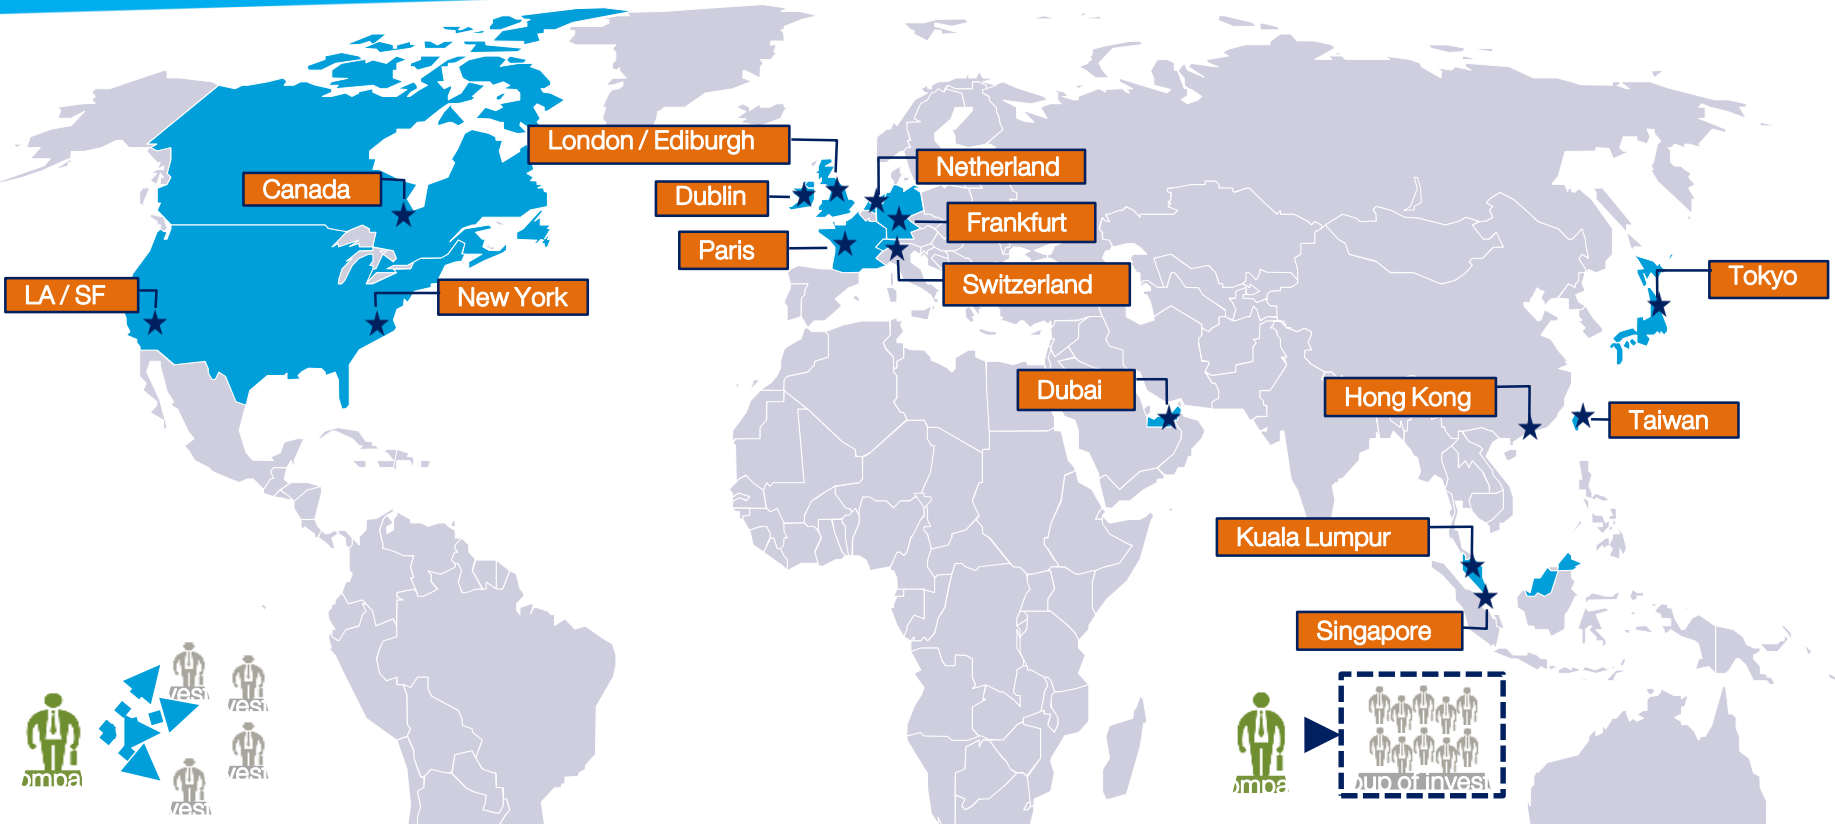 London / Ediburgh
Netherland
Canada
Dublin
Frankfurt
Paris
Switzerland
Tokyo
LA / SF
New York
Dubai
Hong Kong
Taiwan
Kuala Lumpur
Singapore
of